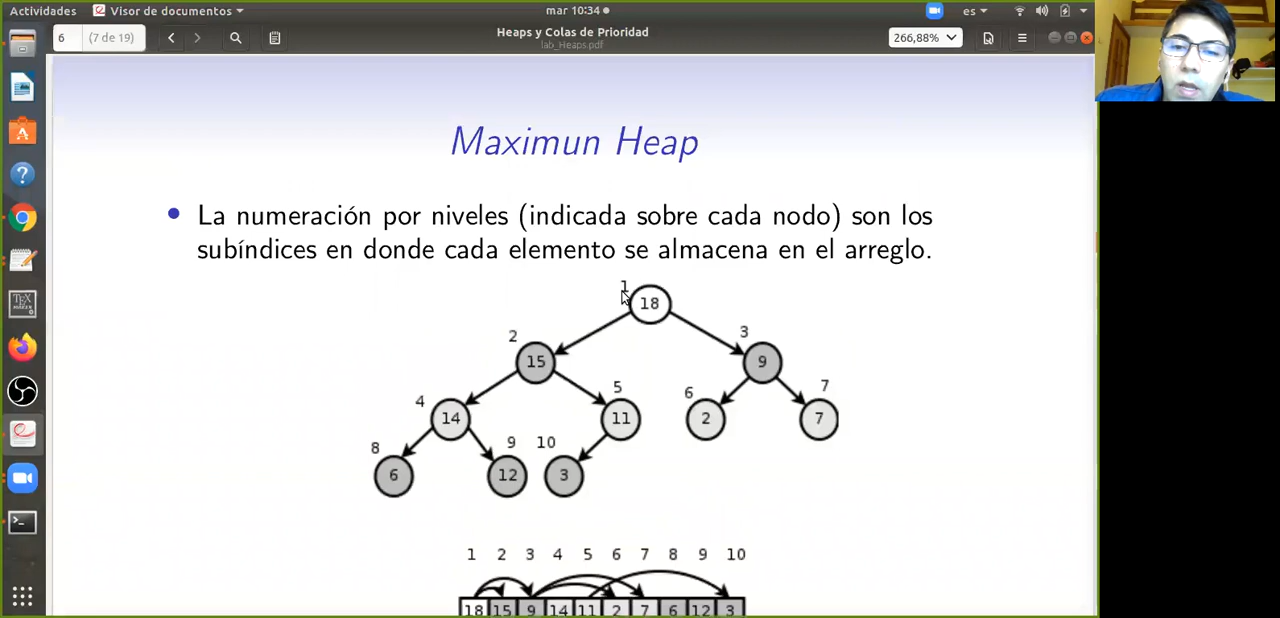 Actividades
Visor de documentos
mar 10:34
es
6
(7 de 19)
Heaps y Colas de Prioridad
lab_Heaps.pdf
266,88%
Maximun Heap
La numeración por niveles (indicada sobre cada nodo) son los
subíndices en donde cada elemento se almacena en el arreglo.
1
18
2
3
15
9
4
5
6
7
14
11
2
7
8
9
10
6
12
3
1 2 3 4 5 6 7 8 9 10
18 15 9 14 11 2 7 6 12 3